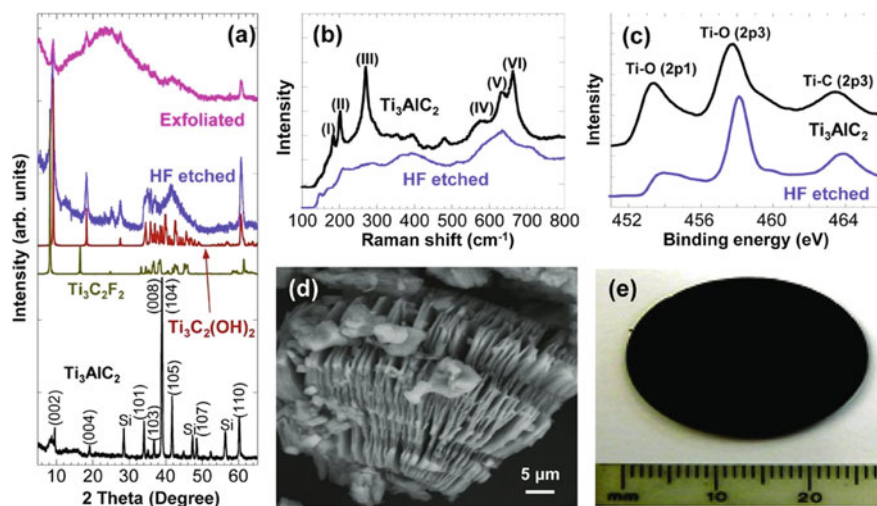 (a)
Exfoliated
HF etched
Ti₃C₂F₂
Ti₃C₂(OH)₂
Ti₃AlC₂
(002)
(004)
Si
(101)
(103)
(008)
(104)
(105)
Si
(107)
Si
(110)
Intensity (arb. units)
10 20 30 40 50 60
2 Theta (Degree)
(b)
(I)
(II)
(III)
(IV)
(V)
(VI)
Ti₃AlC₂
HF etched
Intensity
100 200 300 400 500 600 700 800
Raman shift (cm⁻¹)
(c)
Ti-O (2p1)
Ti-O (2p3)
Ti-C (2p3)
Ti₃AlC₂
HF etched
Intensity
451 454 457 460 464
Binding energy (eV)
(d)
5 µm
(e)
mm 10 20